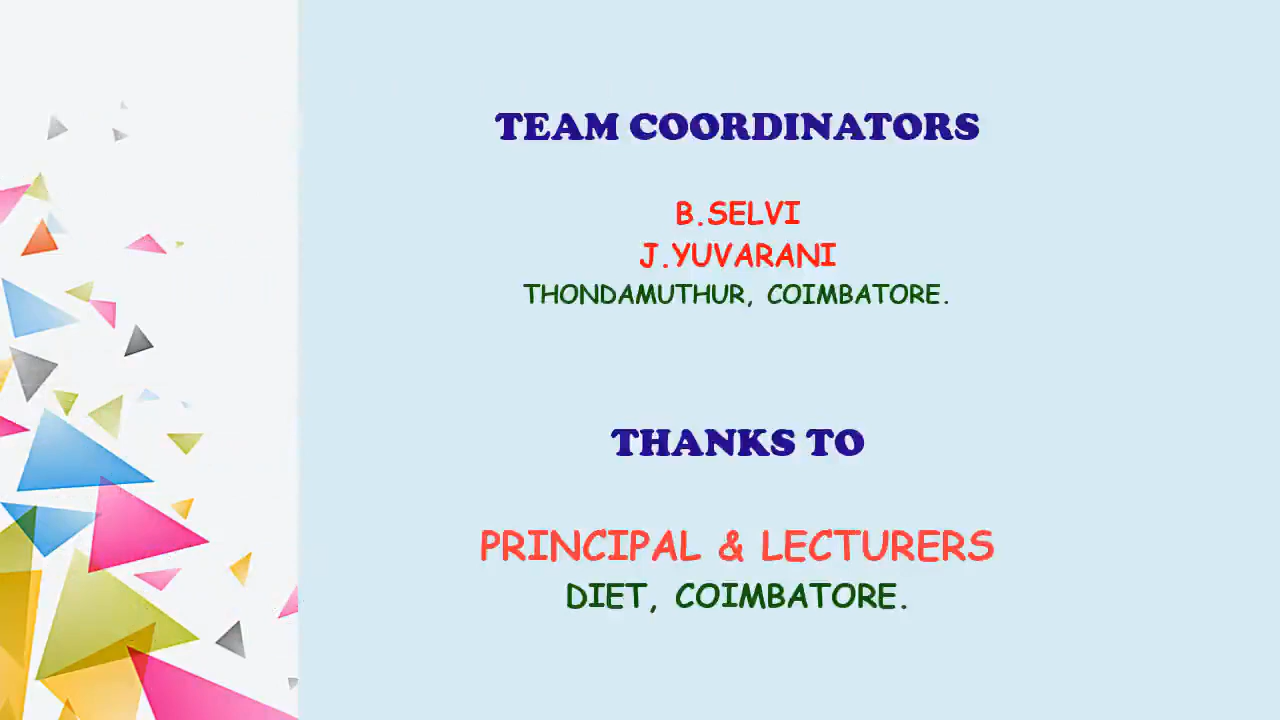 TEAM COORDINATORS
B.SELVI
J.YUVARANI
THONDAMUTHUR, COIMBATORE.
THANKS TO
PRINCIPAL & LECTURERS
DIET, COIMBATORE.